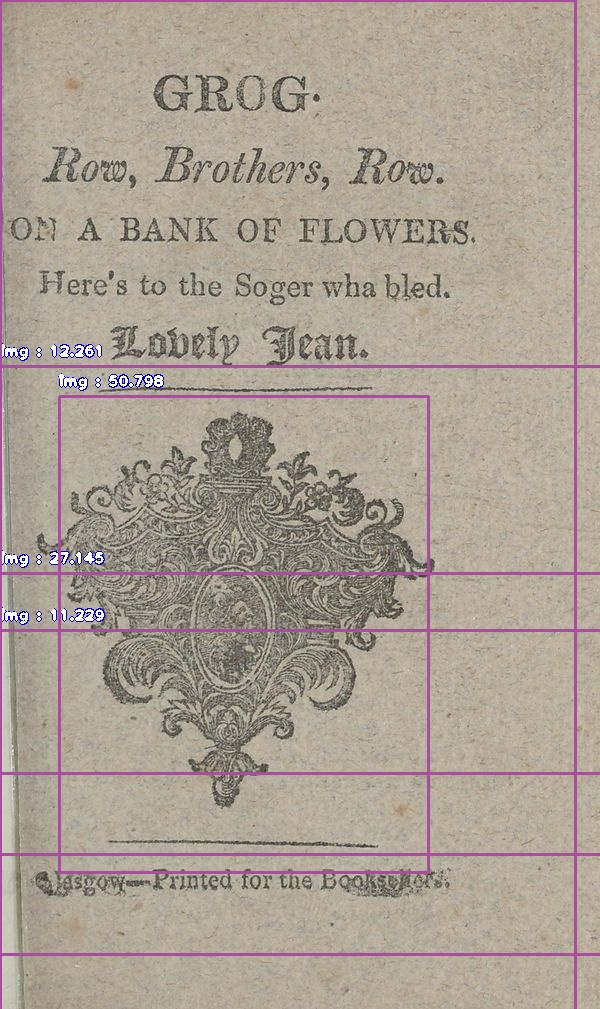 GROG.
Row, Brothers, Row.
ON A BANK OF FLOWERS.
Here's to the Soger wha bled.
Lovely Jean.
img : 12.261
img : 50.798
img : 27.145
img : 11.229
Glasgow—Printed for the Booksellers.